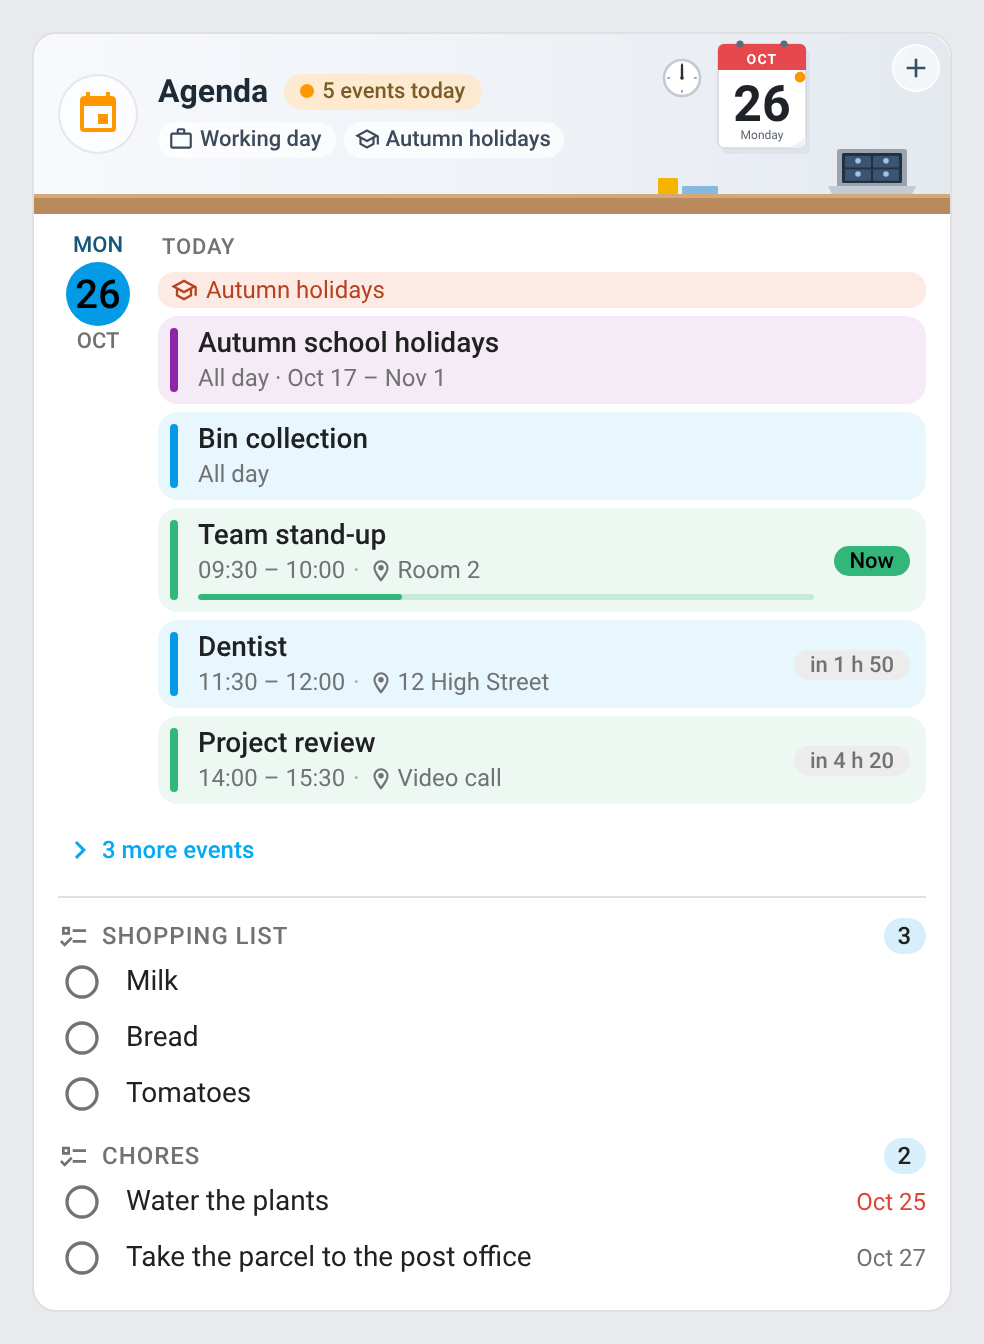 Agenda
5 events today
Working day
Autumn holidays
OCT
26
Monday
MON
26
OCT
TODAY
Autumn holidays
Autumn school holidays
All day · Oct 17 – Nov 1
Bin collection
All day
Team stand-up
09:30 – 10:00 · Room 2
Now
Dentist
11:30 – 12:00 · 12 High Street
in 1 h 50
Project review
14:00 – 15:30 · Video call
in 4 h 20
3 more events
SHOPPING LIST
3
Milk
Bread
Tomatoes
CHORES
2
Water the plants
Oct 25
Take the parcel to the post office
Oct 27